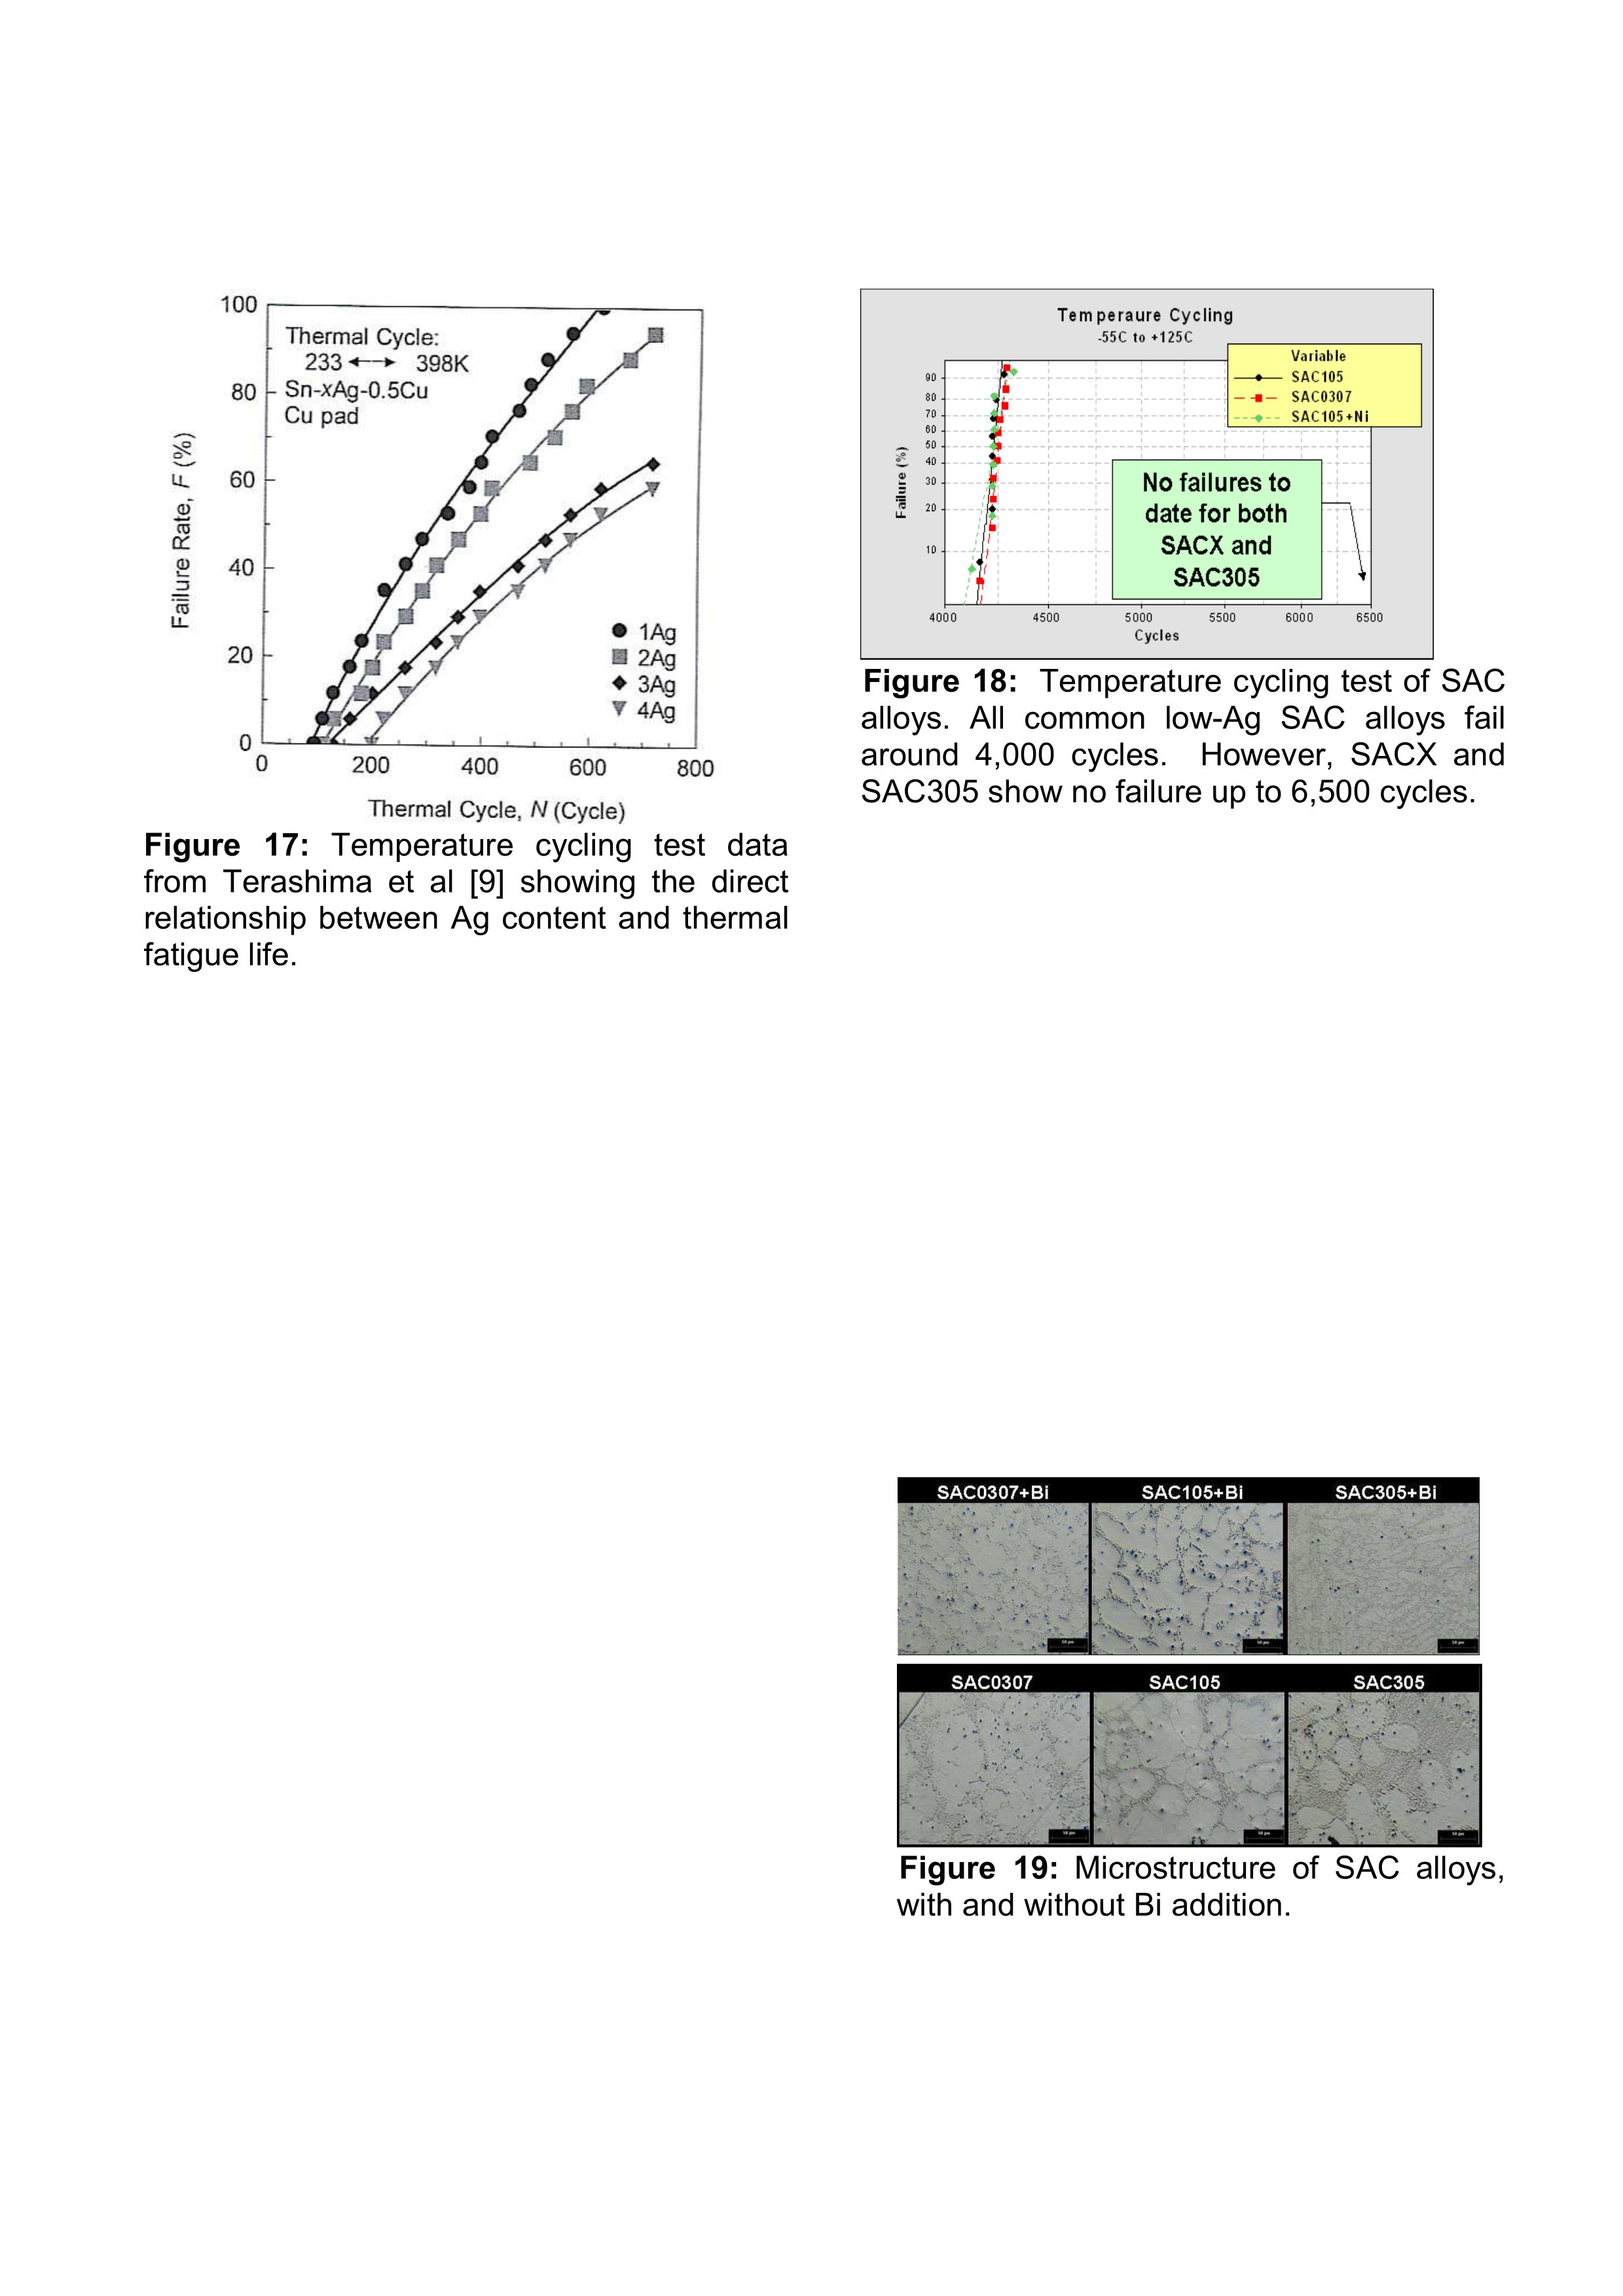 100
80
60
40
20
0
Failure Rate, F (%)
Thermal Cycle:
233 ←→ 398K
Sn-xAg-0.5Cu
Cu pad
1Ag
2Ag
3Ag
4Ag
0 200 400 600 800
Thermal Cycle, N (Cycle)
Figure 17: Temperature cycling test data
from Terashima et al [9] showing the direct
relationship between Ag content and thermal
fatigue life.
Temperaure Cycling
-55C to +125C
Variable
SAC105
SAC0307
SAC105+Ni
90
80
70
60
50
40
30
20
10
Failure (%)
No failures to
date for both
SACX and
SAC305
4000 4500 5000 5500 6000 6500
Cycles
Figure 18: Temperature cycling test of SAC
alloys. All common low-Ag SAC alloys fail
around 4,000 cycles. However, SACX and
SAC305 show no failure up to 6,500 cycles.
SAC0307+Bi SAC105+Bi SAC305+Bi
SAC0307 SAC105 SAC305
Figure 19: Microstructure of SAC alloys,
with and without Bi addition.